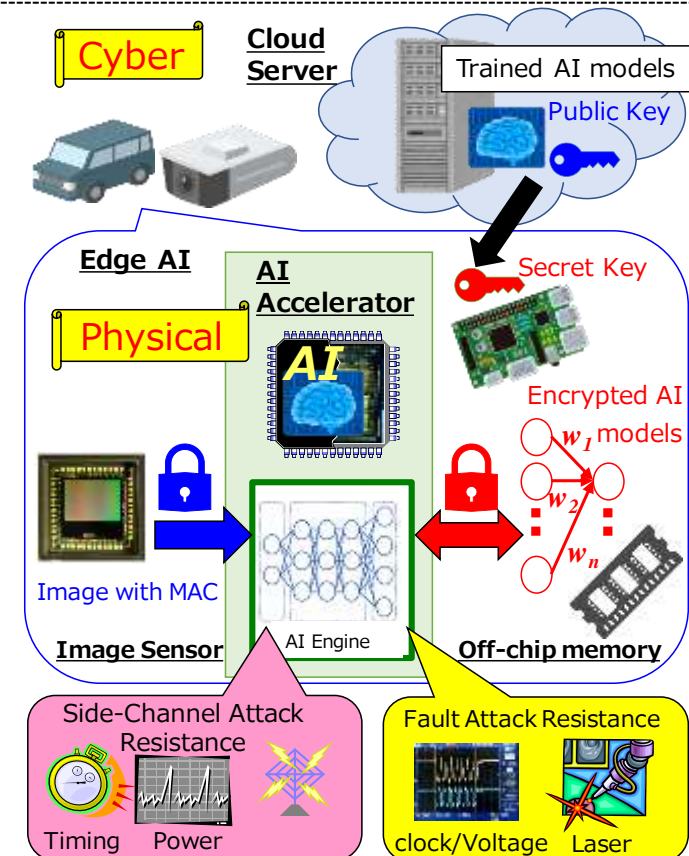 Cyber
Cloud
Server
Trained AI models
Public Key
Edge AI
AI
Accelerator
Secret Key
Physical
AI
Encrypted AI
models
w1
w2
wn
Image with MAC
AI Engine
Image Sensor
Off-chip memory
Side-Channel Attack
Resistance
Timing
Power
Fault Attack Resistance
clock/Voltage
Laser